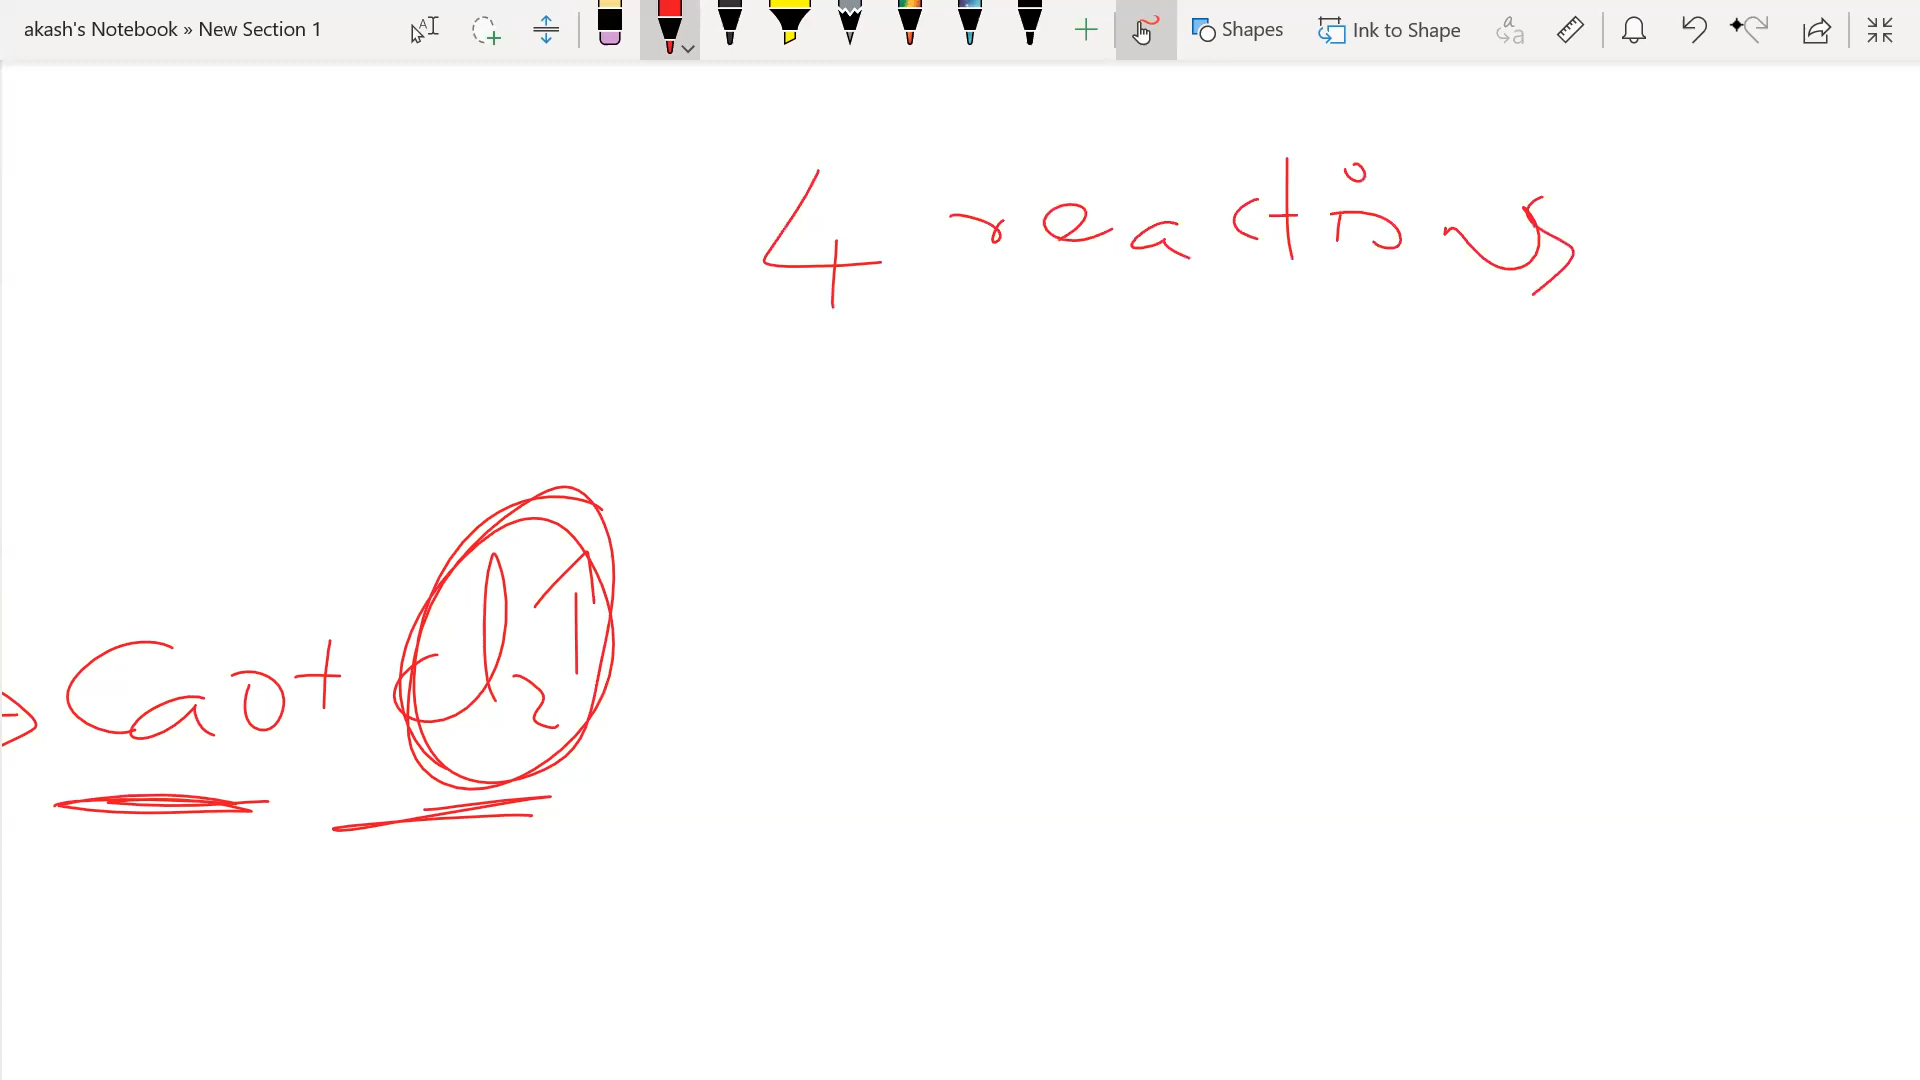 akash's Notebook » New Section 1
Shapes
Ink to Shape
4 reactions
→ CaO + Cl2↑